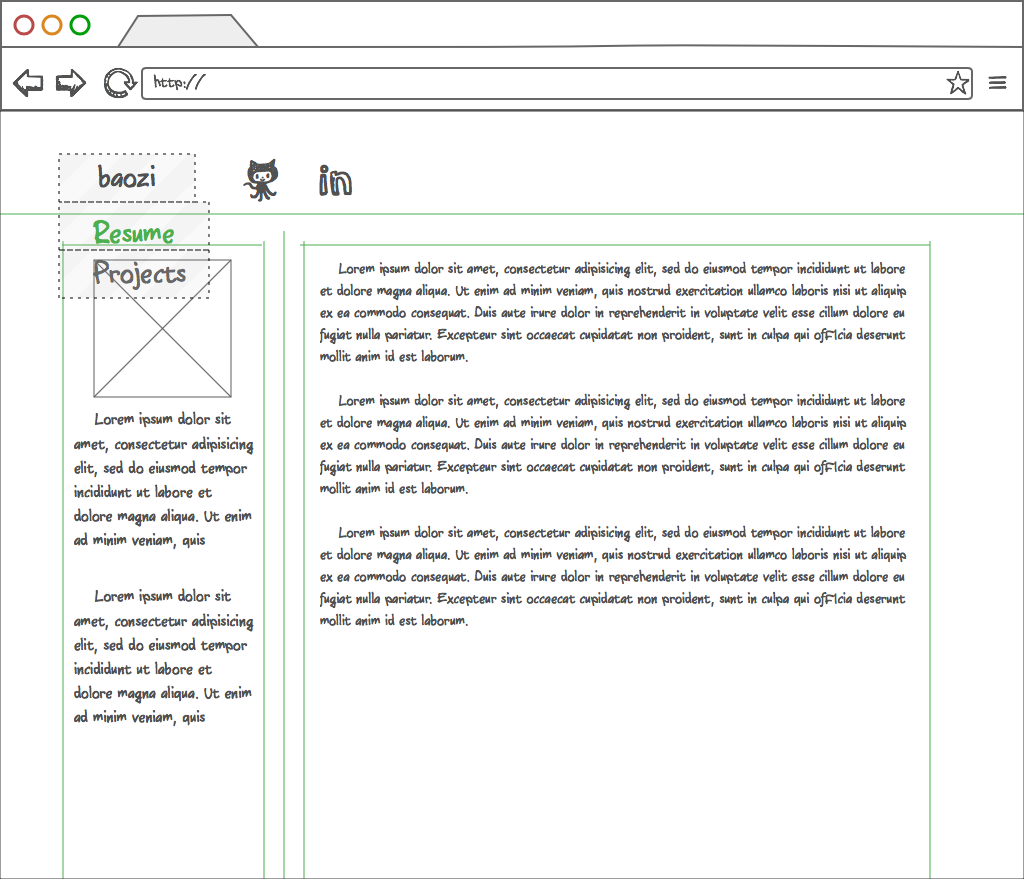 http://
baozi
in
Resume
Projects
Lorem ipsum dolor sit
amet, consectetur adipisicing
elit, sed do eiusmod tempor
incididunt ut labore et
dolore magna aliqua. Ut enim
ad minim veniam, quis
Lorem ipsum dolor sit
amet, consectetur adipisicing
elit, sed do eiusmod tempor
incididunt ut labore et
dolore magna aliqua. Ut enim
ad minim veniam, quis
Lorem ipsum dolor sit amet, consectetur adipisicing elit, sed do eiusmod tempor incididunt ut labore
et dolore magna aliqua. Ut enim ad minim veniam, quis nostrud exercitation ullamco laboris nisi ut aliquip
ex ea commodo consequat. Duis aute irure dolor in reprehenderit in voluptate velit esse cillum dolore eu
fugiat nulla pariatur. Excepteur sint occaecat cupidatat non proident, sunt in culpa qui officia deserunt
mollit anim id est laborum.
Lorem ipsum dolor sit amet, consectetur adipisicing elit, sed do eiusmod tempor incididunt ut labore
et dolore magna aliqua. Ut enim ad minim veniam, quis nostrud exercitation ullamco laboris nisi ut aliquip
ex ea commodo consequat. Duis aute irure dolor in reprehenderit in voluptate velit esse cillum dolore eu
fugiat nulla pariatur. Excepteur sint occaecat cupidatat non proident, sunt in culpa qui officia deserunt
mollit anim id est laborum.
Lorem ipsum dolor sit amet, consectetur adipisicing elit, sed do eiusmod tempor incididunt ut labore
et dolore magna aliqua. Ut enim ad minim veniam, quis nostrud exercitation ullamco laboris nisi ut aliquip
ex ea commodo consequat. Duis aute irure dolor in reprehenderit in voluptate velit esse cillum dolore eu
fugiat nulla pariatur. Excepteur sint occaecat cupidatat non proident, sunt in culpa qui officia deserunt
mollit anim id est laborum.